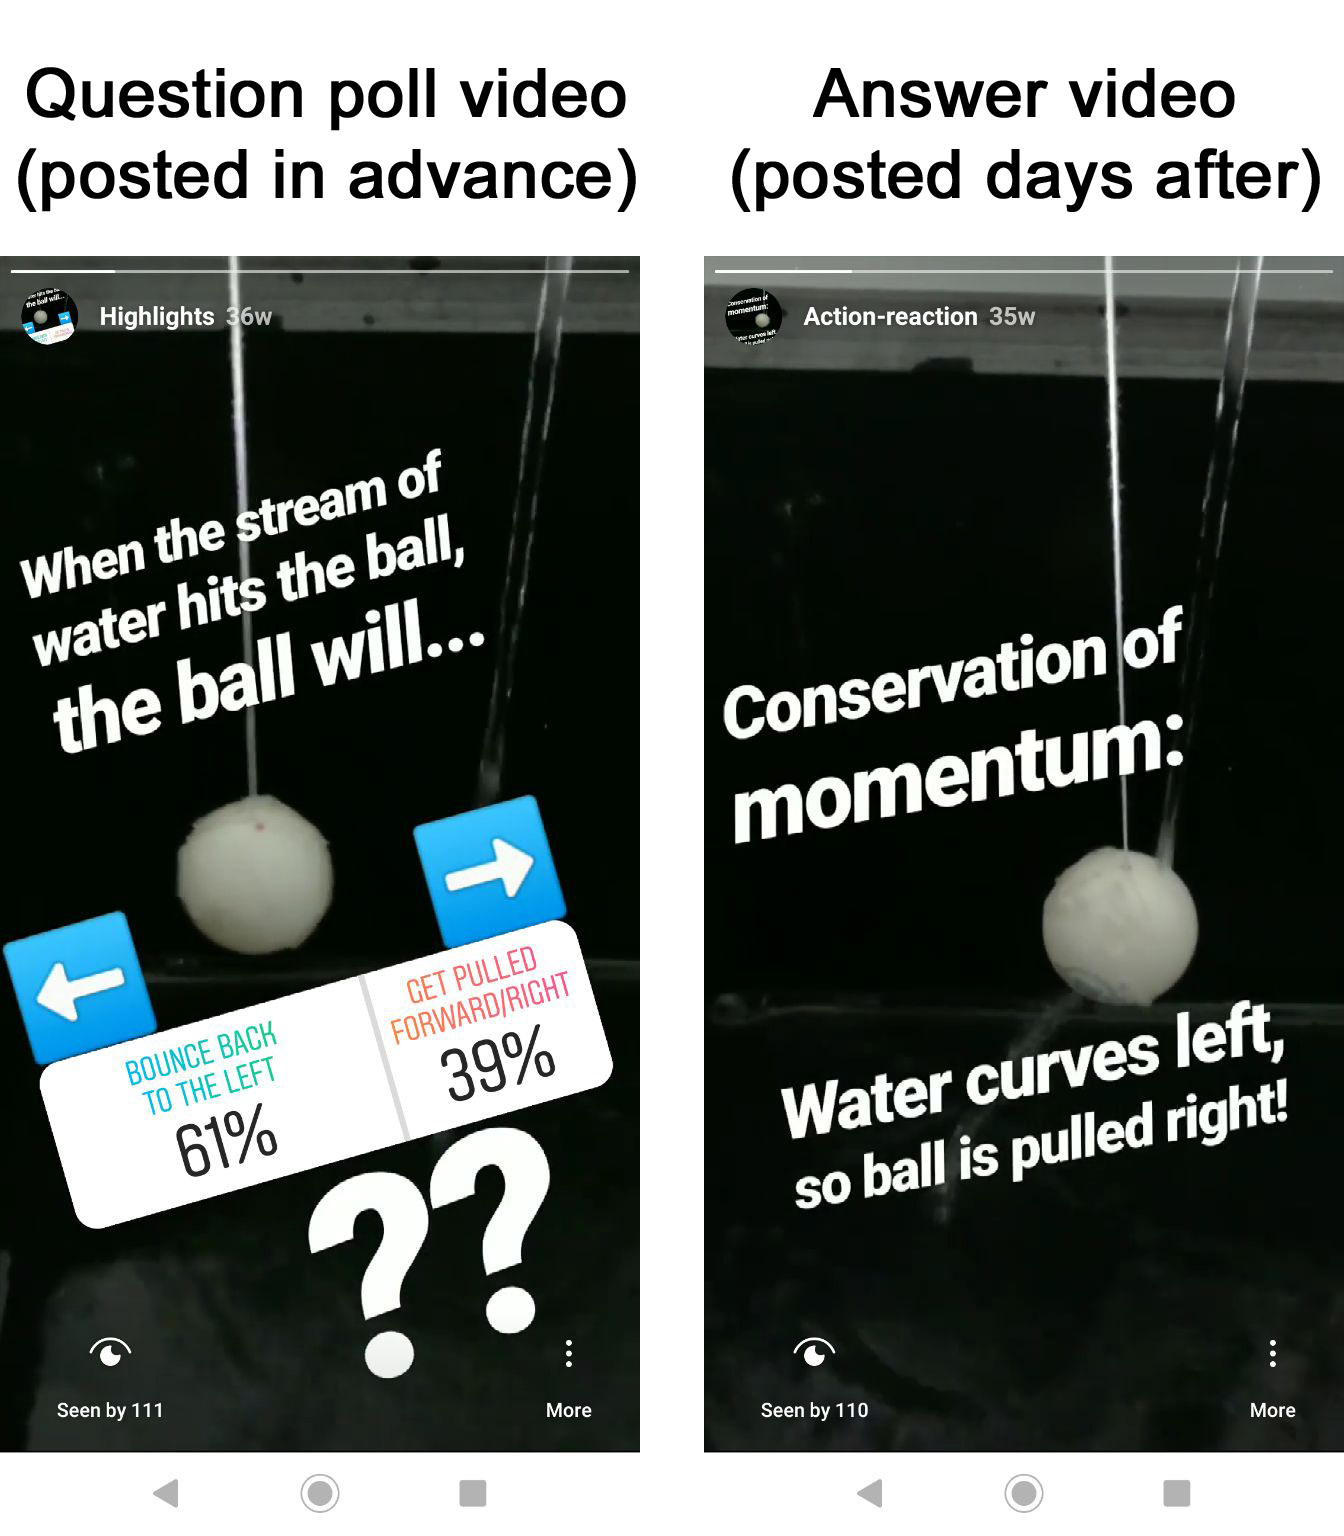 Question poll video
(posted in advance)
Highlights 36w
When the stream of
water hits the ball,
the ball will...
BOUNCE BACK
TO THE LEFT
61%
GET PULLED
FORWARD/RIGHT
39%
??
Seen by 111
More
Answer video
(posted days after)
Action-reaction 35w
Conservation of
momentum:
Water curves left,
so ball is pulled right!
Seen by 110
More